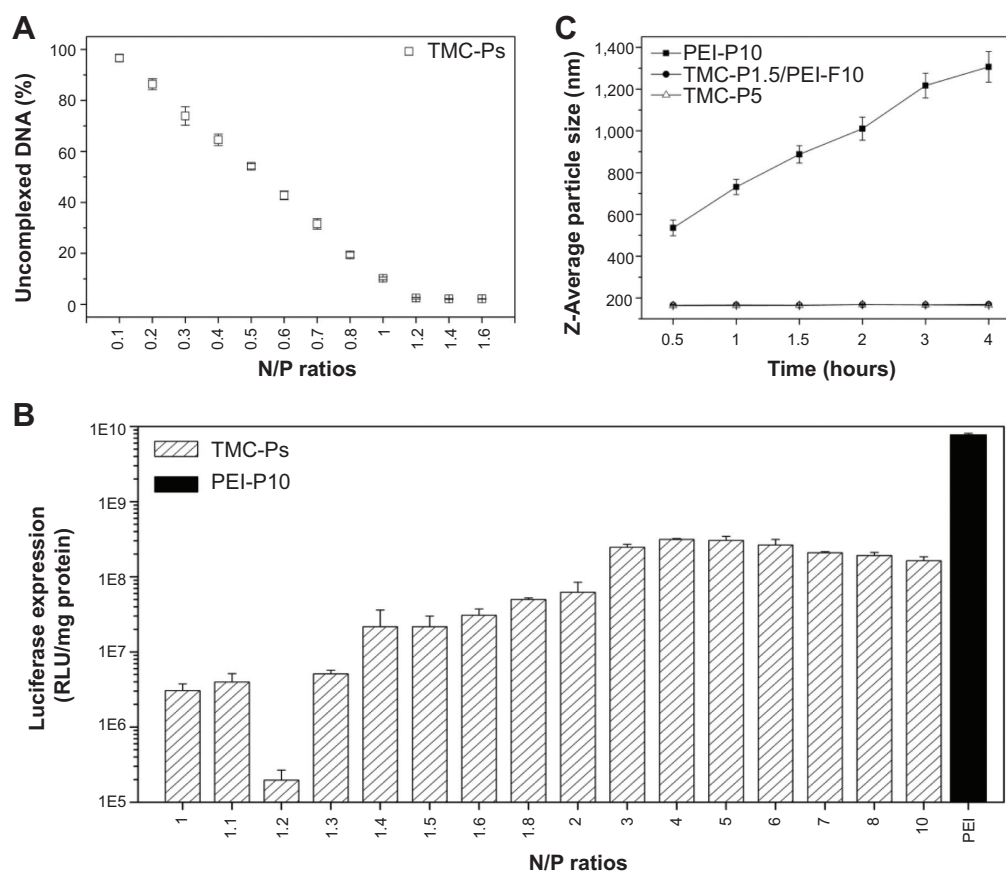 A
Uncomplexed DNA (%)
100
80
60
40
20
0
TMC-Ps
0.1
0.2
0.3
0.4
0.5
0.6
0.7
0.8
1
1.2
1.4
1.6
N/P ratios
C
Z-Average particle size (nm)
1,400
1,200
1,000
800
600
400
200
PEI-P10
TMC-P1.5/PEI-F10
TMC-P5
0.5
1
1.5
2
3
4
Time (hours)
B
Luciferase expression
(RLU/mg protein)
1E10
1E9
1E8
1E7
1E6
1E5
TMC-Ps
PEI-P10
1
1.1
1.2
1.3
1.4
1.5
1.6
1.8
2
3
4
5
6
7
8
10
PEI
N/P ratios